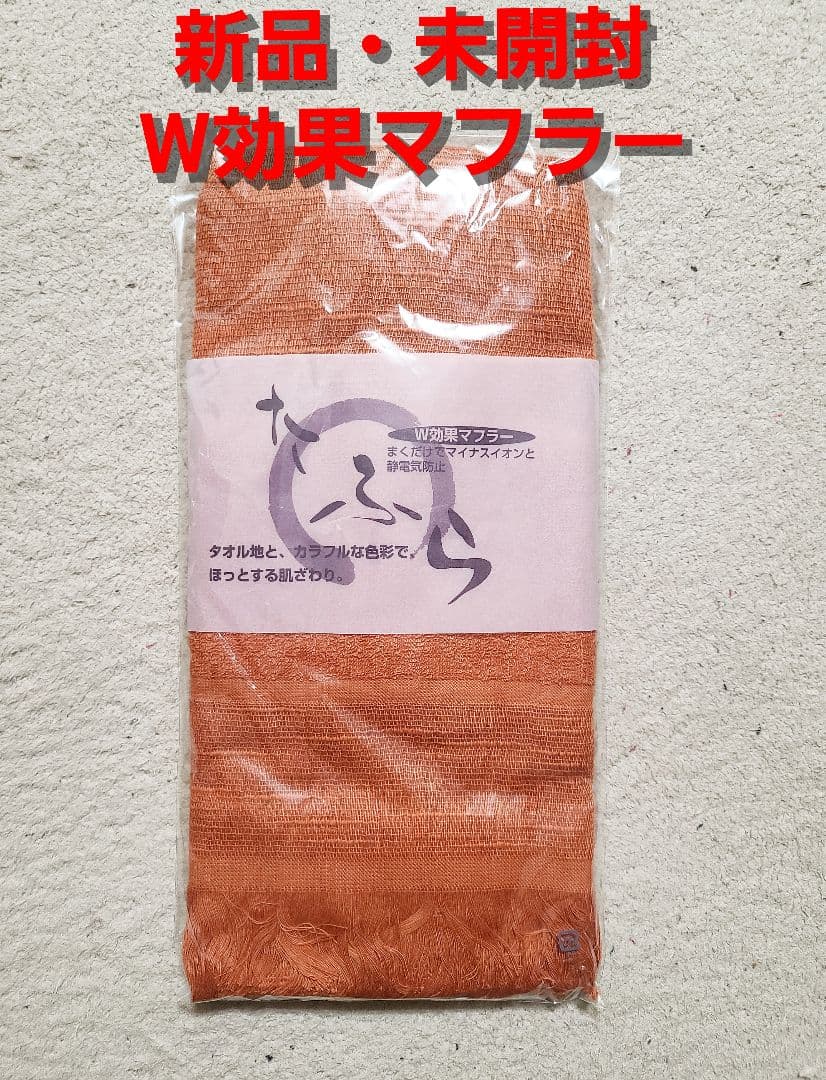 新品・未開封
W効果マフラー
たふら
W効果マフラー
まくだけでマイナスイオンと
静電気防止
タオル地と、カラフルな色彩で、
ほっとする肌ざわり。